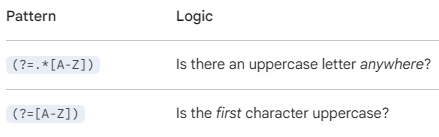 Pattern Logic
(?=.*[A-Z]) Is there an uppercase letter anywhere?
(?=[A-Z]) Is the first character uppercase?